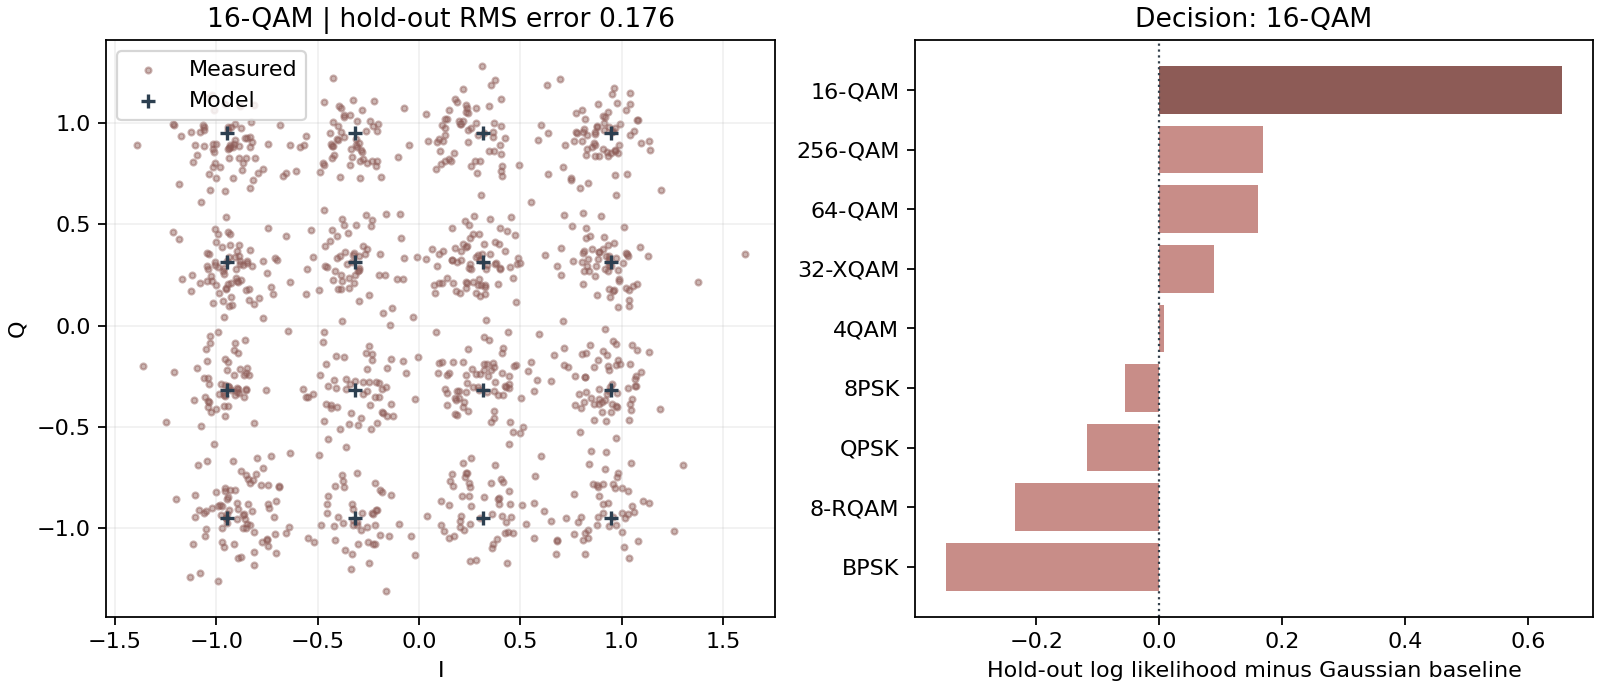 16-QAM | hold-out RMS error 0.176
Measured
Model
1.0
0.5
0.0
−0.5
−1.0
Q
−1.5
−1.0
−0.5
0.0
0.5
1.0
1.5
I
Decision: 16-QAM
16-QAM
256-QAM
64-QAM
32-XQAM
4QAM
8PSK
QPSK
8-RQAM
BPSK
−0.2
0.0
0.2
0.4
0.6
Hold-out log likelihood minus Gaussian baseline